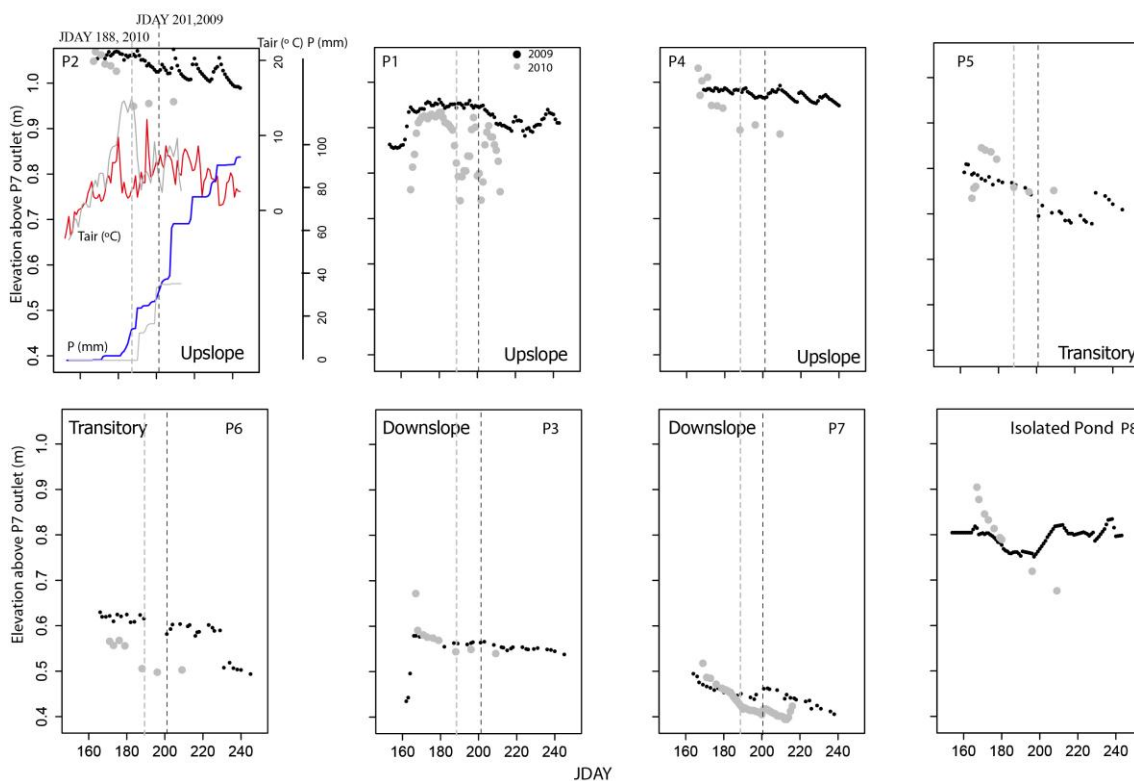 JDAY 201,2009
JDAY 188, 2010
Tair (º C) P (mm)
P2
P1
2009
2010
P4
P5
Elevation above P7 outlet (m)
1.0
0.9
0.8
0.7
0.6
0.5
0.4
20
10
0
100
80
60
40
20
0
Tair (ºC)
P (mm)
Upslope
Upslope
Upslope
Transitory
Transitory
P6
Downslope
P3
Downslope
P7
Isolated Pond P8
Elevation above P7 outlet (m)
1.0
0.9
0.8
0.7
0.6
0.5
0.4
160 180 200 220 240
160 180 200 220 240
160 180 200 220 240
160 180 200 220 240
JDAY